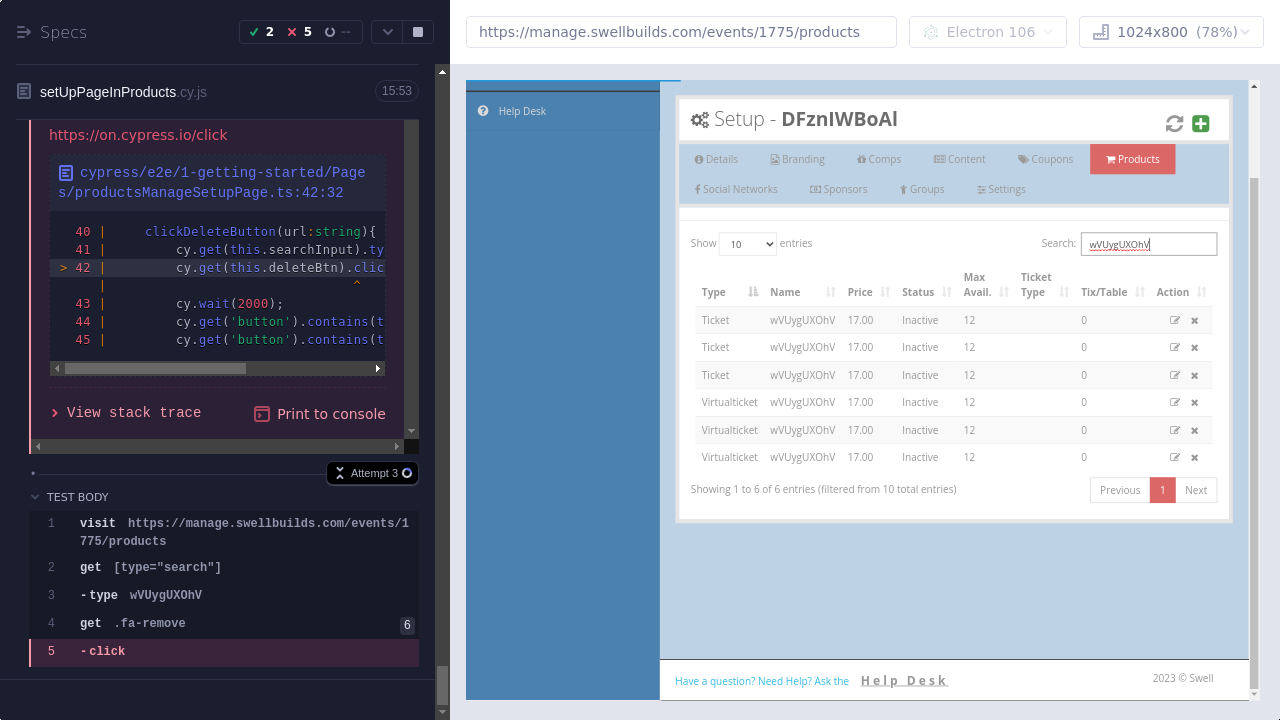 Specs
2
5
--
setUpPageInProducts.cy.js
15:53
https://on.cypress.io/click
cypress/e2e/1-getting-started/Page
s/productsManageSetupPage.ts:42:32
40 | clickDeleteButton(url:string){
41 | cy.get(this.searchInput).ty
> 42 | cy.get(this.deleteBtn).clic
| ^
43 | cy.wait(2000);
44 | cy.get('button').contains(t
45 | cy.get('button').contains(t
View stack trace
Print to console
Attempt 3
TEST BODY
1 visit https://manage.swellbuilds.com/events/1
775/products
2 get [type="search"]
3 -type wVUygUXOhV
4 get .fa-remove 6
5 -click
https://manage.swellbuilds.com/events/1775/products
Electron 106
1024x800 (78%)
Help Desk
Setup - DFznIWBoAl
Details Branding Comps Content Coupons Products
Social Networks Sponsors Groups Settings
Show 10 entries
Search: wVUygUXOhV
Type Name Price Status Max Avail. Ticket Type Tix/Table Action
Ticket wVUygUXOhV 17.00 Inactive 12 0
Ticket wVUygUXOhV 17.00 Inactive 12 0
Ticket wVUygUXOhV 17.00 Inactive 12 0
Virtualticket wVUygUXOhV 17.00 Inactive 12 0
Virtualticket wVUygUXOhV 17.00 Inactive 12 0
Virtualticket wVUygUXOhV 17.00 Inactive 12 0
Showing 1 to 6 of 6 entries (filtered from 10 total entries)
Previous 1 Next
Have a question? Need Help? Ask the Help Desk
2023 © Swell